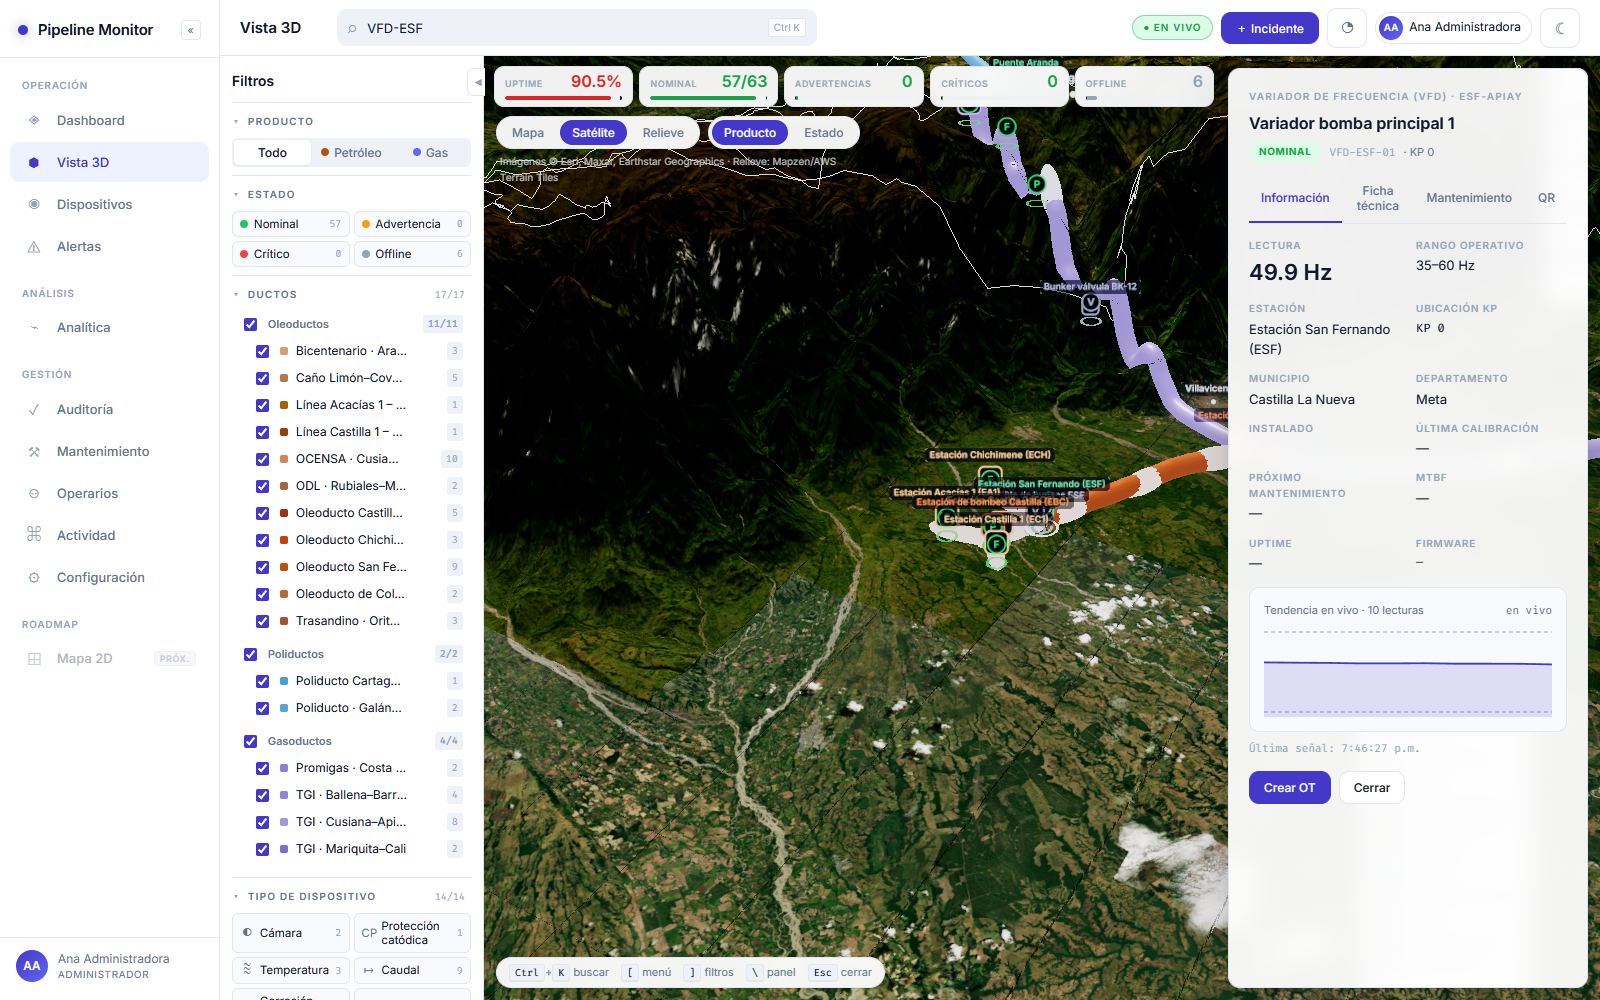 Pipeline Monitor
«
OPERACIÓN
Dashboard
Vista 3D
Dispositivos
Alertas
ANÁLISIS
Analítica
GESTIÓN
Auditoría
Mantenimiento
Operarios
Actividad
Configuración
ROADMAP
Mapa 2D PRÓX.
AA Ana Administradora
ADMINISTRADOR
Vista 3D
VFD-ESF Ctrl K
EN VIVO
+ Incidente
AA Ana Administradora
Filtros
PRODUCTO
Todo Petróleo Gas
ESTADO
Nominal 57 Advertencia 0
Crítico 0 Offline 6
DUCTOS 17/17
Oleoductos 11/11
Bicentenario · Ara... 3
Caño Limón–Cov... 5
Línea Acacías 1 – ... 1
Línea Castilla 1 – ... 1
OCENSA · Cusia... 10
ODL · Rubiales–M... 2
Oleoducto Castill... 5
Oleoducto Chichi... 3
Oleoducto San Fe... 9
Oleoducto de Col... 2
Trasandino · Orit... 3
Poliductos 2/2
Poliducto Cartag... 1
Poliducto · Galán... 2
Gasoductos 4/4
Promigas · Costa ... 2
TGI · Ballena–Barr... 4
TGI · Cusiana–Api... 8
TGI · Mariquita–Cali 2
TIPO DE DISPOSITIVO 14/14
Cámara 2 CP Protección catódica 1
Temperatura 3 Caudal 9
UPTIME 90.5%
NOMINAL 57/63
ADVERTENCIAS 0
CRÍTICOS 0
OFFLINE 6
Mapa Satélite Relieve Producto Estado
Imágenes © Esri, Maxar, Earthstar Geographics · Relieve: Mapzen/AWS
Terrain Tiles
Puente Aranda
F
P
Bunker válvula BK-12
V
Villavicen
Estació
Estación Chichimene (ECH)
Estación San Fernando (ESF)
Estación Acacías 1 (EA1)
Estación de bombeo Castilla (EBC)
Estación Castilla 1 (EC1)
F
Ctrl + K buscar [ menú ] filtros \ panel Esc cerrar
VARIADOR DE FRECUENCIA (VFD) · ESF-APIAY
Variador bomba principal 1
NOMINAL VFD-ESF-01 · KP 0
Información Ficha técnica Mantenimiento QR
LECTURA RANGO OPERATIVO
49.9 Hz 35–60 Hz
ESTACIÓN UBICACIÓN KP
Estación San Fernando (ESF) KP 0
MUNICIPIO DEPARTAMENTO
Castilla La Nueva Meta
INSTALADO ÚLTIMA CALIBRACIÓN
—
PRÓXIMO MANTENIMIENTO MTBF
— —
UPTIME FIRMWARE
— –
Tendencia en vivo · 10 lecturas en vivo
Última señal: 7:46:27 p.m.
Crear OT Cerrar